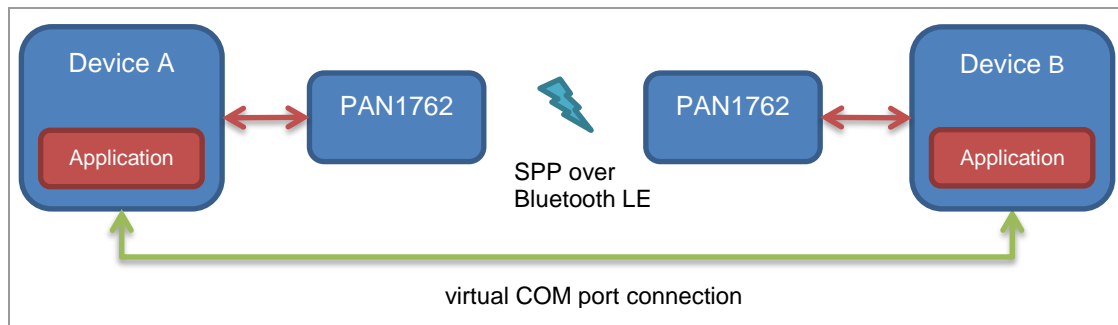 Device A
Application
PAN1762
SPP over
Bluetooth LE
PAN1762
Device B
Application
virtual COM port connection